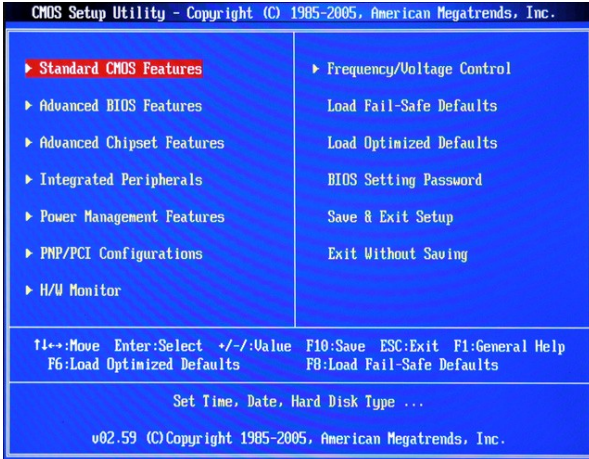 CMOS Setup Utility - Copyright (C) 1985-2005, American Megatrends, Inc.
▶ Standard CMOS Features
▶ Advanced BIOS Features
▶ Advanced Chipset Features
▶ Integrated Peripherals
▶ Power Management Features
▶ PNP/PCI Configurations
▶ H/W Monitor
▶ Frequency/Voltage Control
Load Fail-Safe Defaults
Load Optimized Defaults
BIOS Setting Password
Save & Exit Setup
Exit Without Saving
↑↓←→:Move Enter:Select +/-/:Value F10:Save ESC:Exit F1:General Help
F6:Load Optimized Defaults F8:Load Fail-Safe Defaults
Set Time, Date, Hard Disk Type ...
v02.59 (C)Copyright 1985-2005, American Megatrends, Inc.